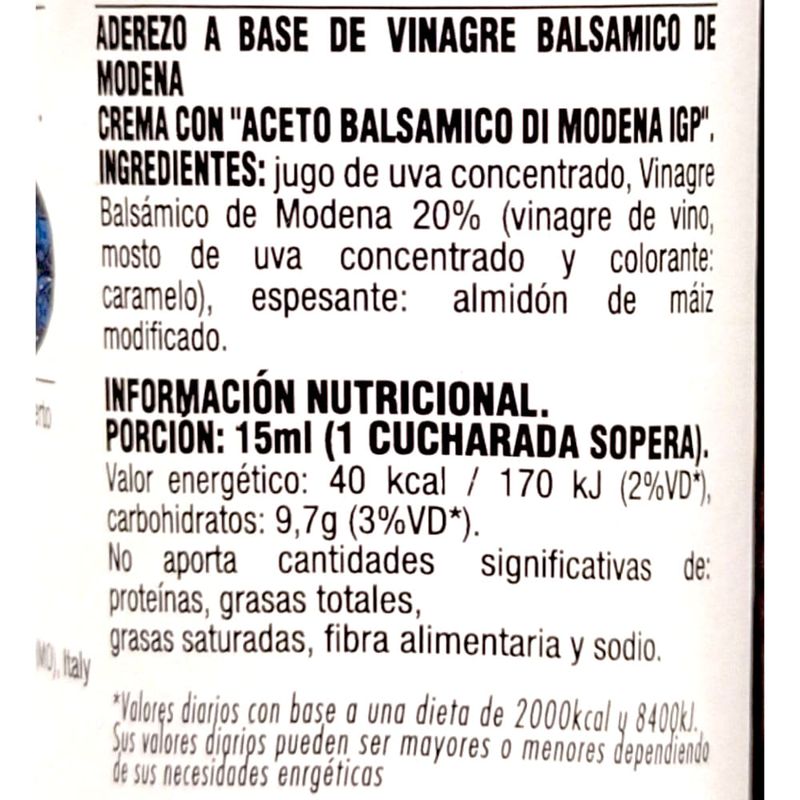 ADEREZO A BASE DE VINAGRE BALSAMICO DE
MODENA
CREMA CON "ACETO BALSAMICO DI MODENA IGP".
INGREDIENTES: jugo de uva concentrado, Vinagre
Balsámico de Modena 20% (vinagre de vino,
mosto de uva concentrado y colorante:
caramelo), espesante: almidón de máiz
modificado.
INFORMACIÓN NUTRICIONAL.
PORCIÓN: 15ml (1 CUCHARADA SOPERA).
Valor energético: 40 kcal / 170 kJ (2%VD*),
carbohidratos: 9,7g (3%VD*).
No aporta cantidades significativas de:
proteínas, grasas totales,
grasas saturadas, fibra alimentaria y sodio.
Italy
*Valores diarios con base a una dieta de 2000kcal y 8400kJ.
Sus valores digrios pueden ser mayores o menores dependiendo
de sus necesidades enrgéticas